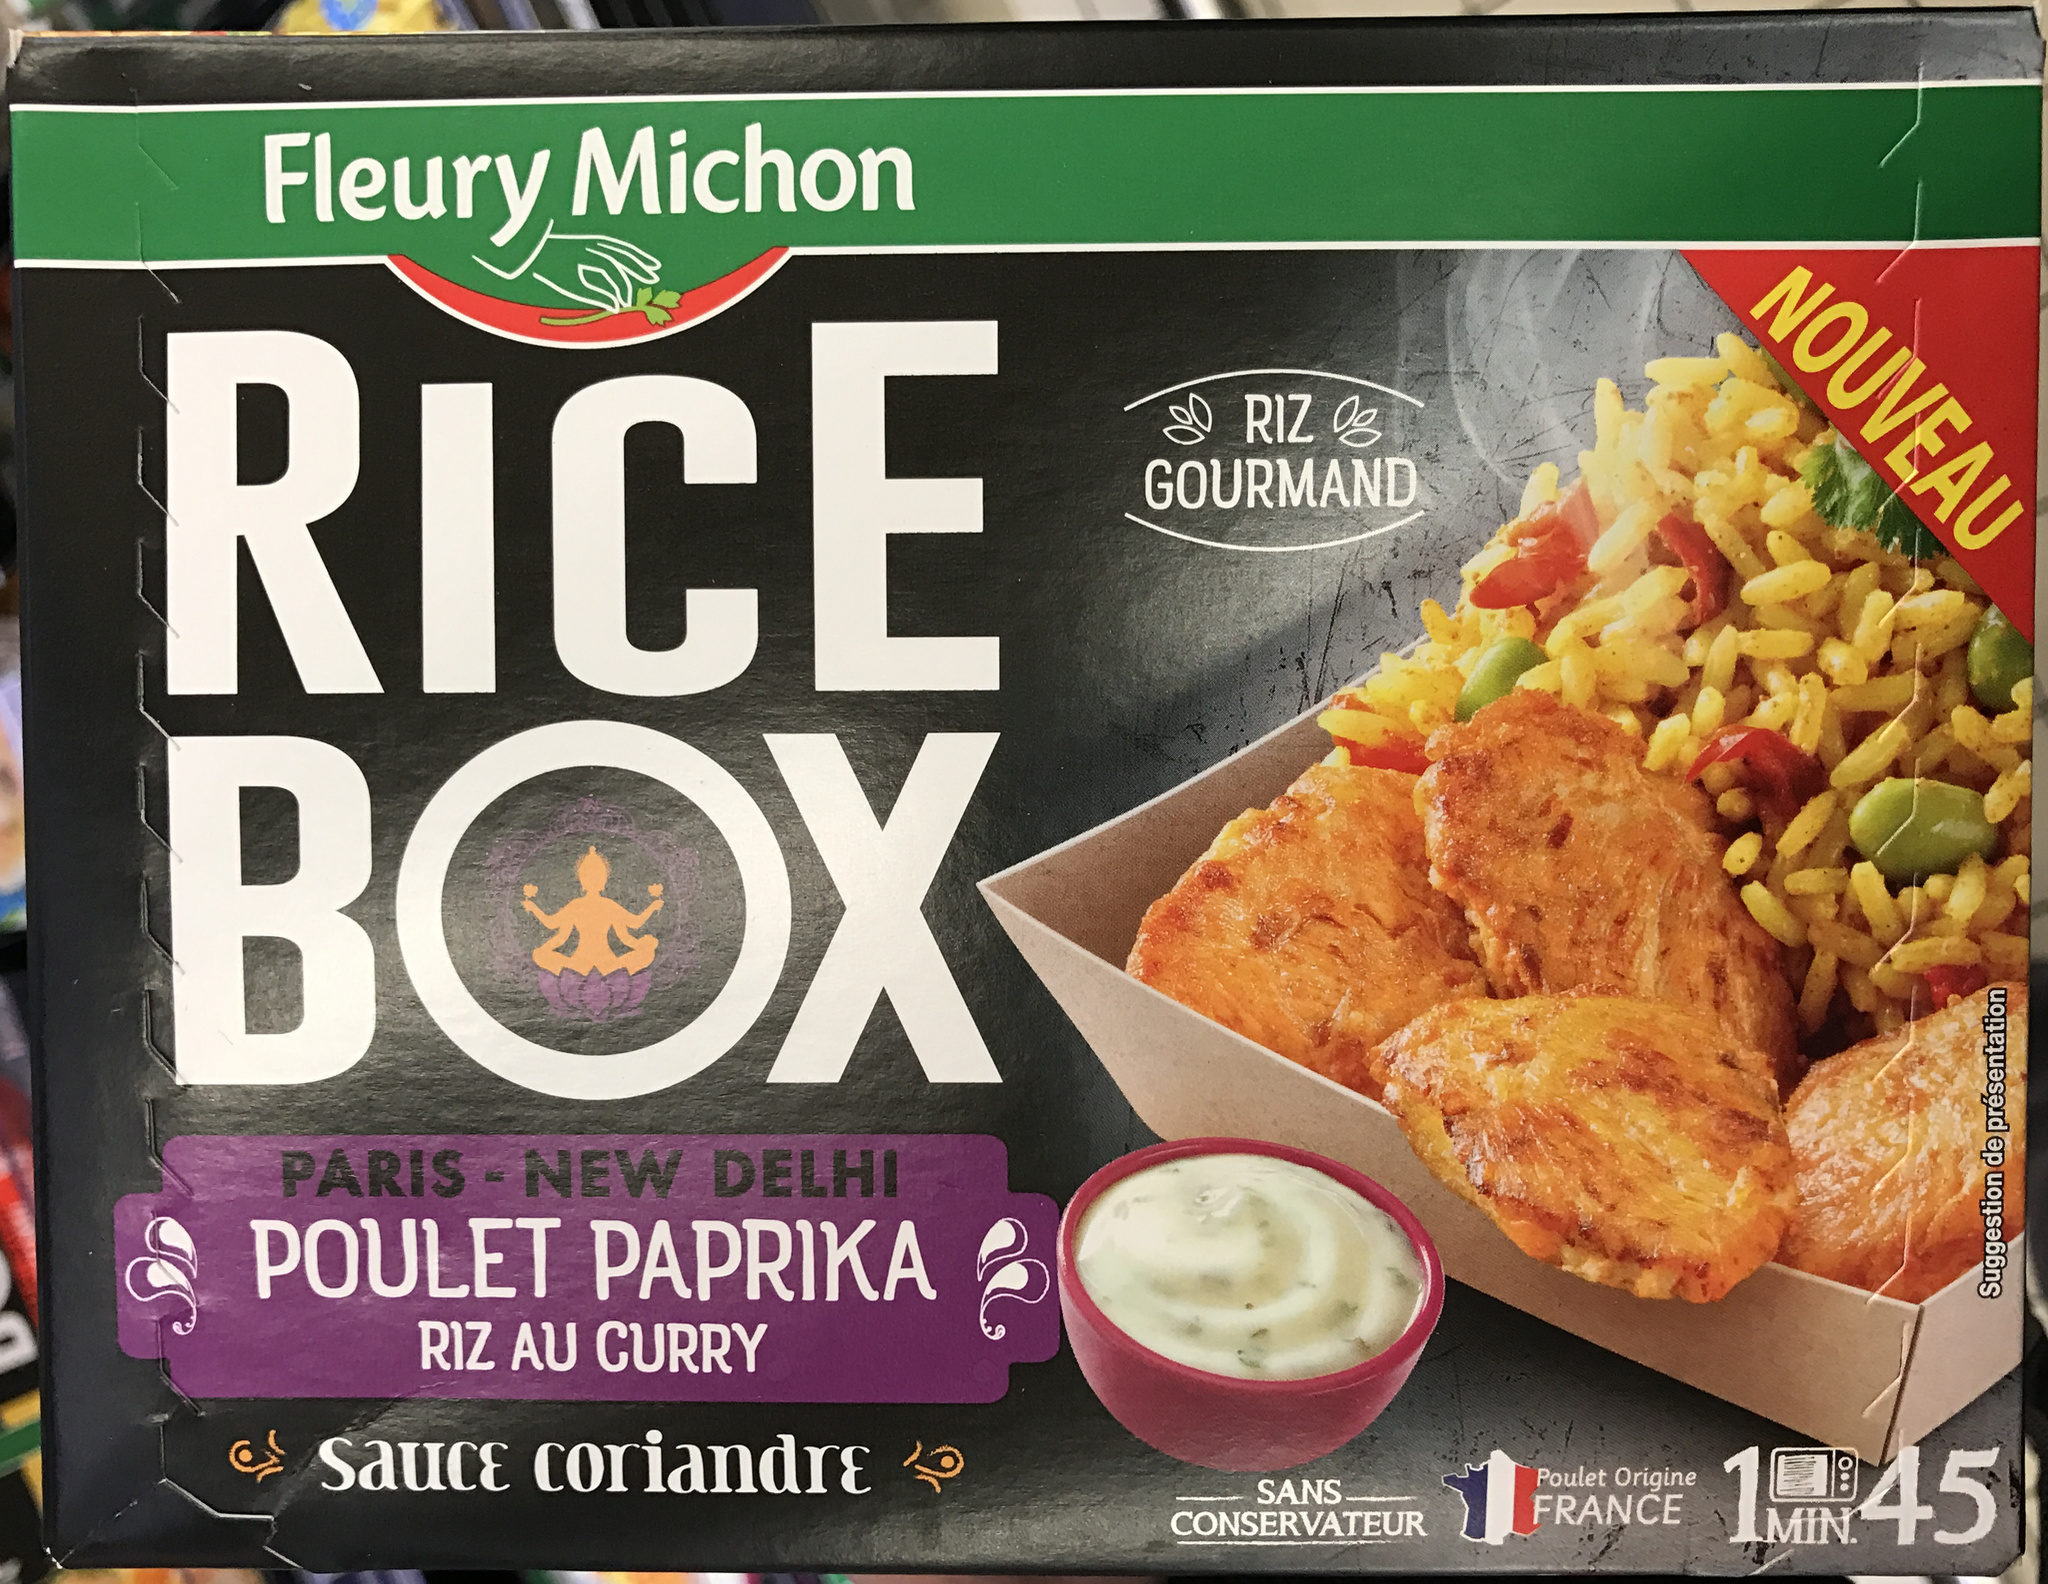 Fleury Michon
NOUVEAU
RICE
BOX
RIZ
GOURMAND
PARIS - NEW DELHI
POULET PAPRIKA
RIZ AU CURRY
sauce coriandre
SANS
CONSERVATEUR
Poulet Origine
FRANCE
1 MIN. 45
Suggestion de présentation